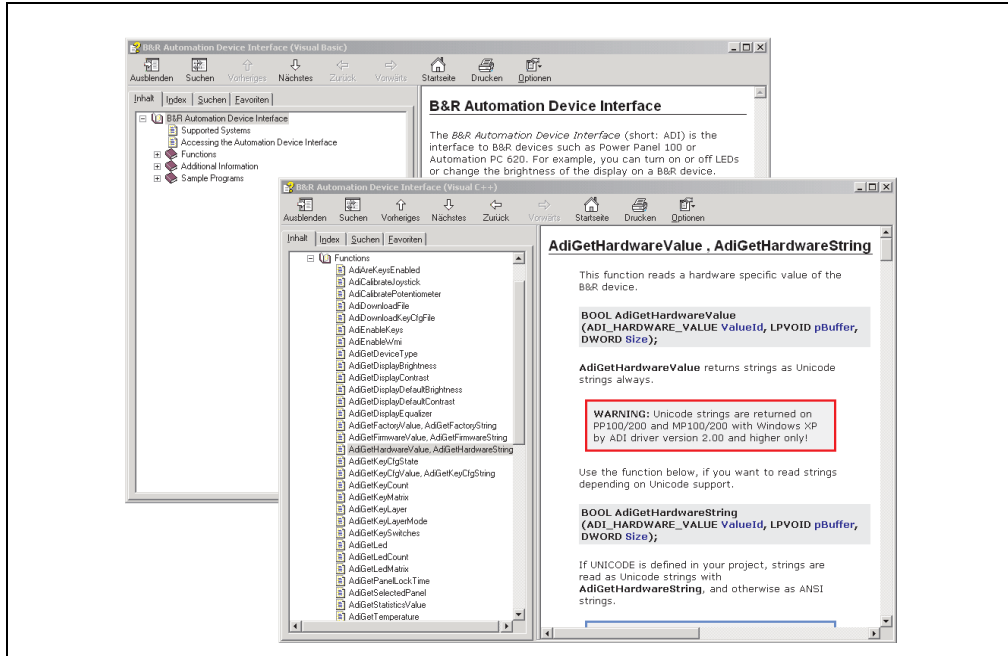 B&R Automation Device Interface (Visual Basic)
Ausblenden Suchen Vorheriges Nächstes Zurück Vorwärts Startseite Drucken Optionen
Inhalt Index Suchen Favoriten
B&R Automation Device Interface
Supported Systems
Accessing the Automation Device Interface
Functions
Additional Information
Sample Programs
B&R Automation Device Interface
The B&R Automation Device Interface (short: ADI) is the
interface to B&R devices such as Power Panel 100 or
Automation PC 620. For example, you can turn on or off LEDs
or change the brightness of the display on a B&R device.
B&R Automation Device Interface (Visual C++)
Ausblenden Suchen Vorheriges Nächstes Zurück Vorwärts Startseite Drucken Optionen
Inhalt Index Suchen Favoriten
Functions
AdiAreKeysEnabled
AdiCalibrateJoystick
AdiCalibratePotentiometer
AdiDownloadFile
AdiDownloadKeyCfgFile
AdiEnableKeys
AdiEnableWmi
AdiGetDeviceType
AdiGetDisplayBrightness
AdiGetDisplayContrast
AdiGetDisplayDefaultBrightness
AdiGetDisplayDefaultContrast
AdiGetDisplayEqualizer
AdiGetFactoryValue, AdiGetFactoryString
AdiGetFirmwareValue, AdiGetFirmwareString
AdiGetHardwareValue, AdiGetHardwareString
AdiGetKeyCfgState
AdiGetKeyCfgValue, AdiGetKeyCfgString
AdiGetKeyCount
AdiGetKeyMatrix
AdiGetKeyLayer
AdiGetKeyLayerMode
AdiGetKeySwitches
AdiGetLed
AdiGetLedCount
AdiGetLedMatrix
AdiGetPanelLockTime
AdiGetSelectedPanel
AdiGetStatisticsValue
AdiGetTemperature
AdiGetHardwareValue , AdiGetHardwareString
This function reads a hardware specific value of the
B&R device.
BOOL AdiGetHardwareValue
(ADI_HARDWARE_VALUE ValueId, LPVOID pBuffer,
DWORD Size);
AdiGetHardwareValue returns strings as Unicode
strings always.
WARNING: Unicode strings are returned on
PP100/200 and MP100/200 with Windows XP
by ADI driver version 2.00 and higher only!
Use the function below, if you want to read strings
depending on Unicode support.
BOOL AdiGetHardwareString
(ADI_HARDWARE_VALUE ValueId, LPVOID pBuffer,
DWORD Size);
If UNICODE is defined in your project, strings are
read as Unicode strings with
AdiGetHardwareString, and otherwise as ANSI
strings.